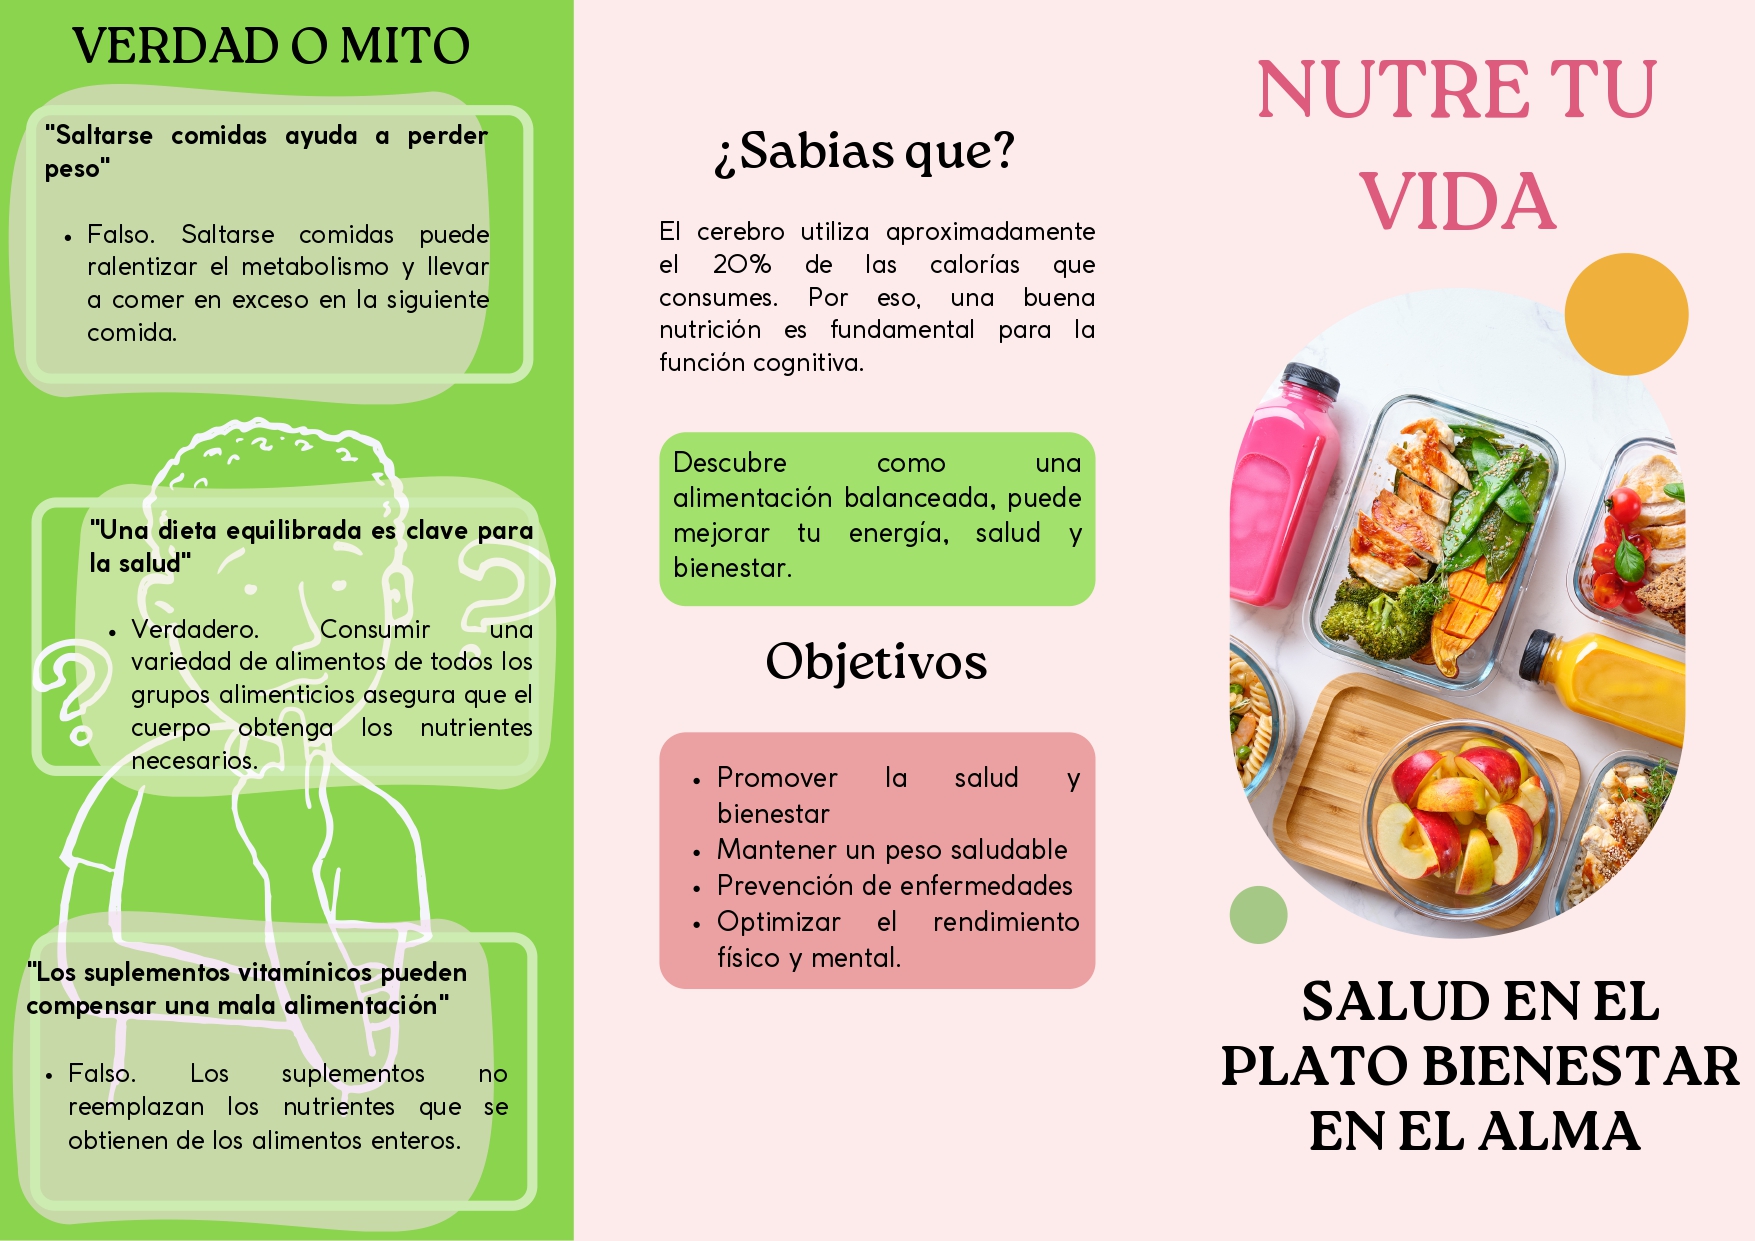 VERDAD O MITO
"Saltarse comidas ayuda a perder
peso"
• Falso. Saltarse comidas puede
ralentizar el metabolismo y llevar
a comer en exceso en la siguiente
comida.
"Una dieta equilibrada es clave para
la salud"
• Verdadero. Consumir una
variedad de alimentos de todos los
grupos alimenticios asegura que el
cuerpo obtenga los nutrientes
necesarios.
"Los suplementos vitamínicos pueden
compensar una mala alimentación"
• Falso. Los suplementos no
reemplazan los nutrientes que se
obtienen de los alimentos enteros.
¿Sabias que?
El cerebro utiliza aproximadamente
el 20% de las calorías que
consumes. Por eso, una buena
nutrición es fundamental para la
función cognitiva.
Descubre como una
alimentación balanceada, puede
mejorar tu energía, salud y
bienestar.
Objetivos
• Promover la salud y
bienestar
• Mantener un peso saludable
• Prevención de enfermedades
• Optimizar el rendimiento
físico y mental.
NUTRE TU
VIDA
SALUD EN EL
PLATO BIENESTAR
EN EL ALMA